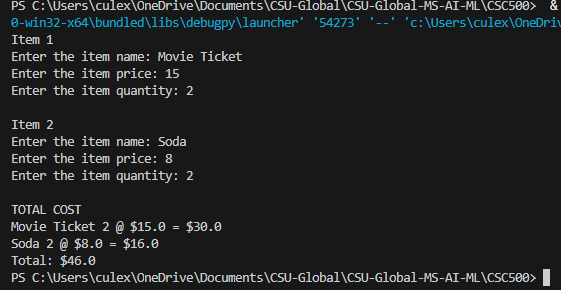 PS C:\Users\culex\OneDrive\Documents\CSU-Global\CSU-Global-MS-AI-ML\CSC500>  &
0-win32-x64\bundled\libs\debugpy\launcher' '54273' '--' 'c:\Users\culex\OneDri
Item 1
Enter the item name: Movie Ticket
Enter the item price: 15
Enter the item quantity: 2

Item 2
Enter the item name: Soda
Enter the item price: 8
Enter the item quantity: 2

TOTAL COST
Movie Ticket 2 @ $15.0 = $30.0
Soda 2 @ $8.0 = $16.0
Total: $46.0
PS C:\Users\culex\OneDrive\Documents\CSU-Global\CSU-Global-MS-AI-ML\CSC500>